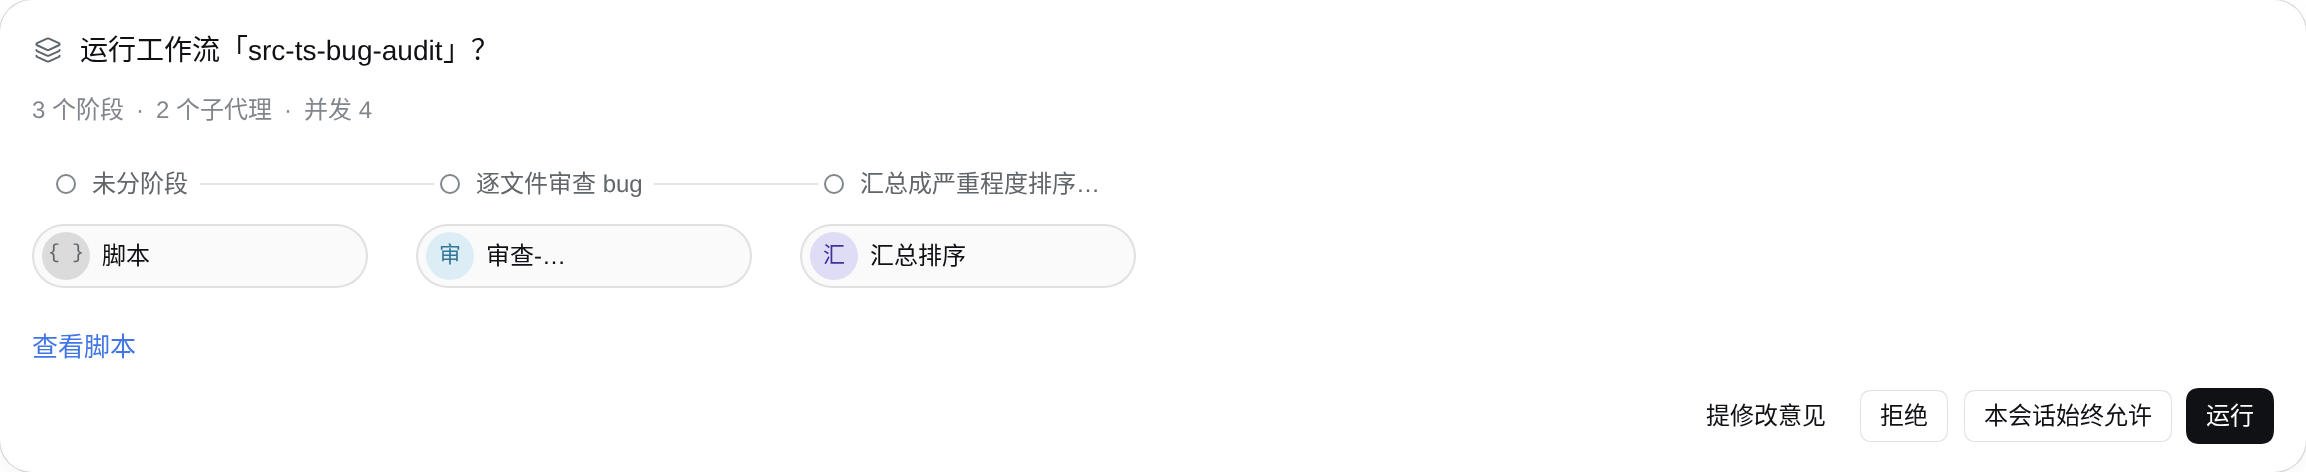 运行工作流「src-ts-bug-audit」？
3 个阶段 · 2 个子代理 · 并发 4
未分阶段
逐文件审查 bug
汇总成严重程度排序…
{ } 脚本
审 审查-…
汇 汇总排序
查看脚本
提修改意见
拒绝
本会话始终允许
运行